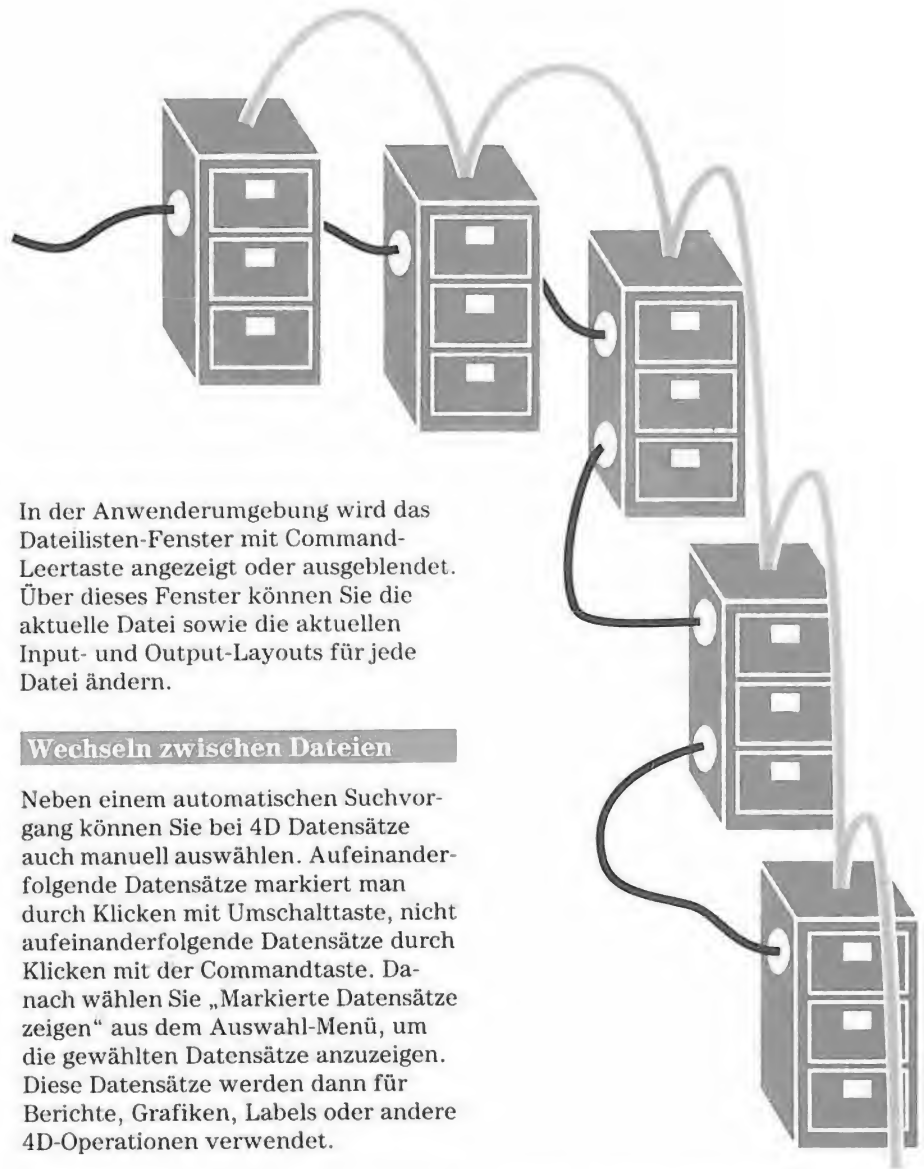 In der Anwenderumgebung wird das
Dateilisten-Fenster mit Command-
Leertaste angezeigt oder ausgeblendet.
Über dieses Fenster können Sie die
aktuelle Datei sowie die aktuellen
Input- und Output-Layouts für jede
Datei ändern.
Wechseln zwischen Dateien
Neben einem automatischen Suchvor-
gang können Sie bei 4D Datensätze
auch manuell auswählen. Aufeinander-
folgende Datensätze markiert man
durch Klicken mit Umschalttaste, nicht
aufeinanderfolgende Datensätze durch
Klicken mit der Commandtaste. Da-
nach wählen Sie „Markierte Datensätze
zeigen“ aus dem Auswahl-Menü, um
die gewählten Datensätze anzuzeigen.
Diese Datensätze werden dann für
Berichte, Grafiken, Labels oder andere
4D-Operationen verwendet.